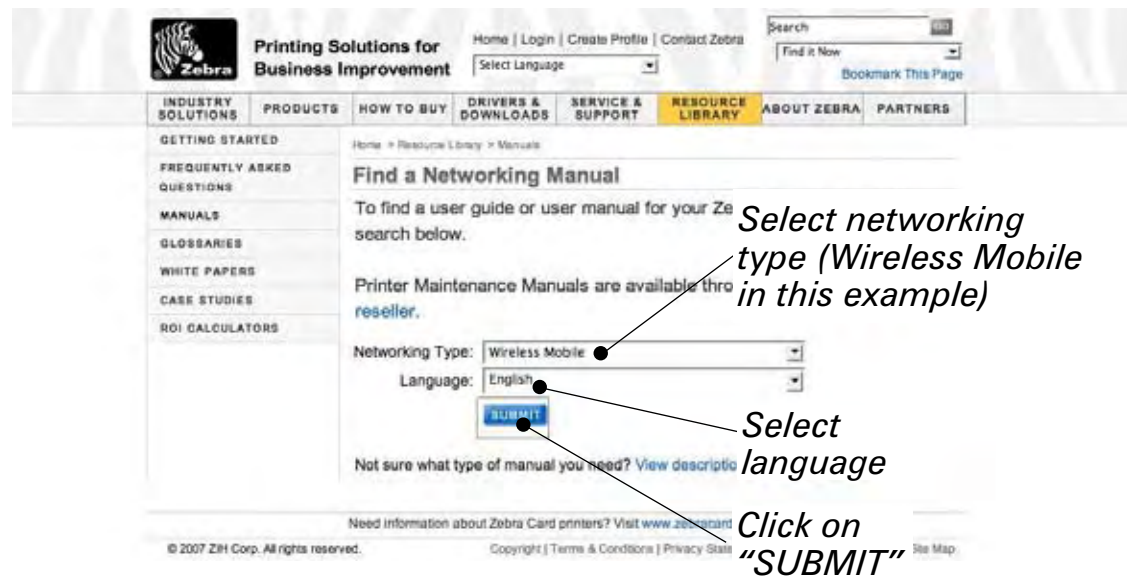 Zebra
Printing Solutions for
Business Improvement
Home | Login | Create Profile | Contact Zebra
Select Language
Search
GO
Find it Now
Bookmark This Page
INDUSTRY
SOLUTIONS
PRODUCTS
HOW TO BUY
DRIVERS &
DOWNLOADS
SERVICE &
SUPPORT
RESOURCE
LIBRARY
ABOUT ZEBRA
PARTNERS
GETTING STARTED
FREQUENTLY ASKED
QUESTIONS
MANUALS
GLOSSARIES
WHITE PAPERS
CASE STUDIES
ROI CALCULATORS
Home > Resource Library > Manuals
Find a Networking Manual
To find a user guide or user manual for your Ze
search below.
Printer Maintenance Manuals are available thro
reseller.
Networking Type: Wireless Mobile
Language: English
SUBMIT
Not sure what type of manual you need? View descriptio
Select networking
type (Wireless Mobile
in this example)
Select
language
Click on
"SUBMIT"
Need information about Zebra Card printers? Visit www.zebracard
© 2007 ZIH Corp. All rights reserved.
Copyright | Terms & Conditions | Privacy State
Site Map